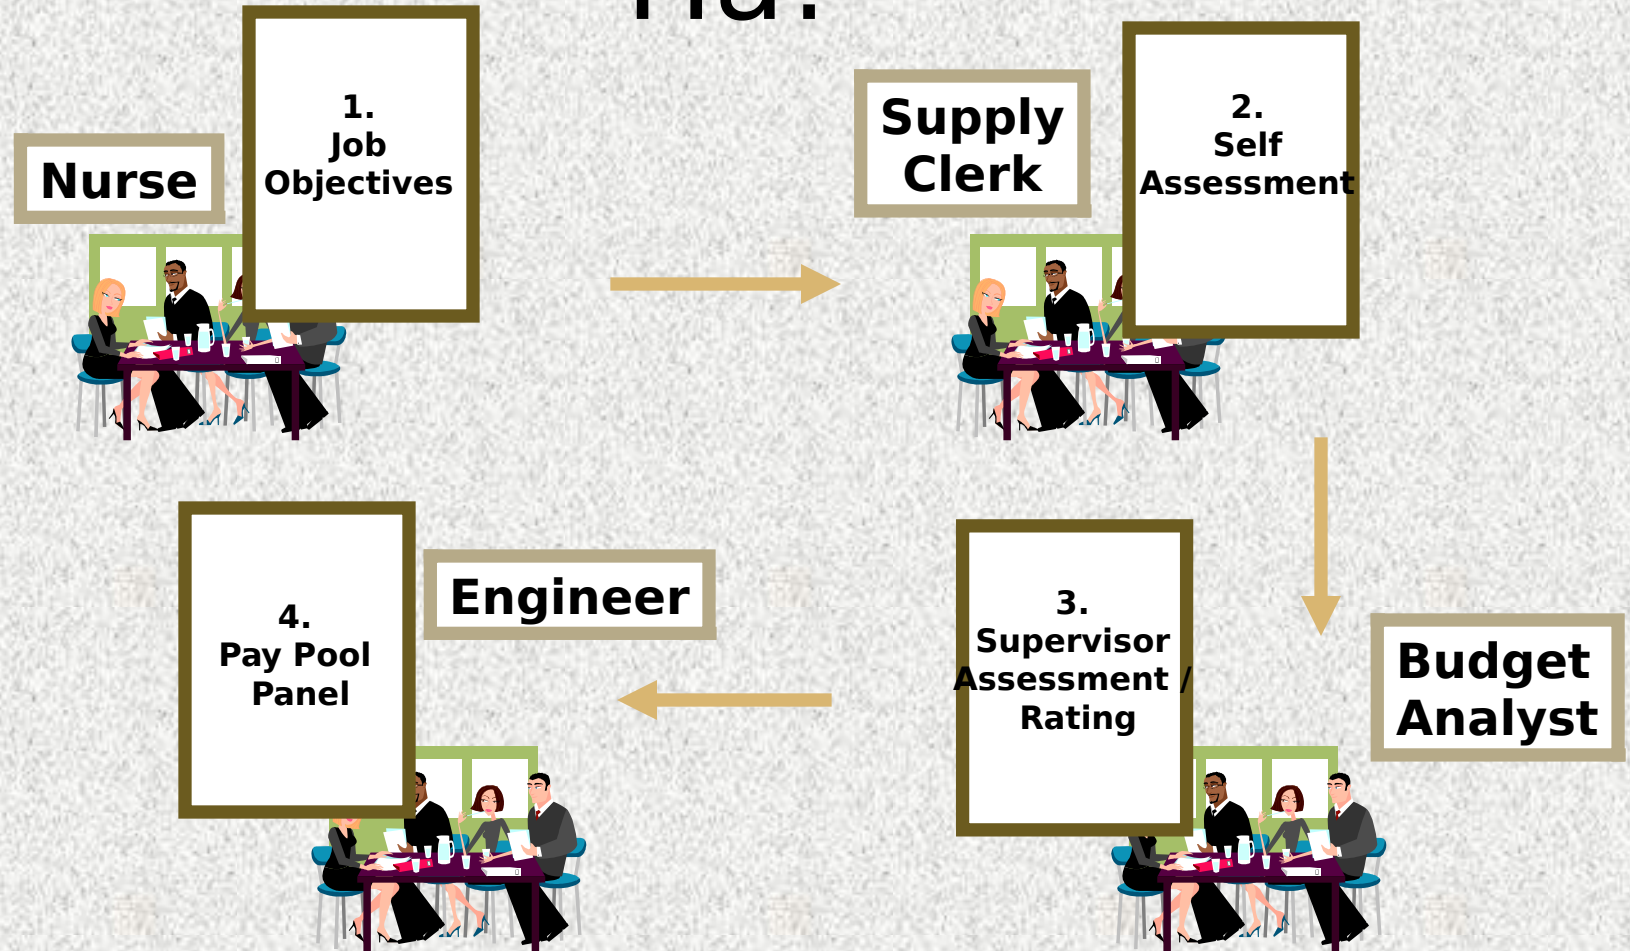 Nurse
1.
Job
Objectives
Supply
Clerk
2.
Self
Assessment
4.
Pay Pool
Panel
Engineer
3.
Supervisor
Assessment /
Rating
Budget
Analyst